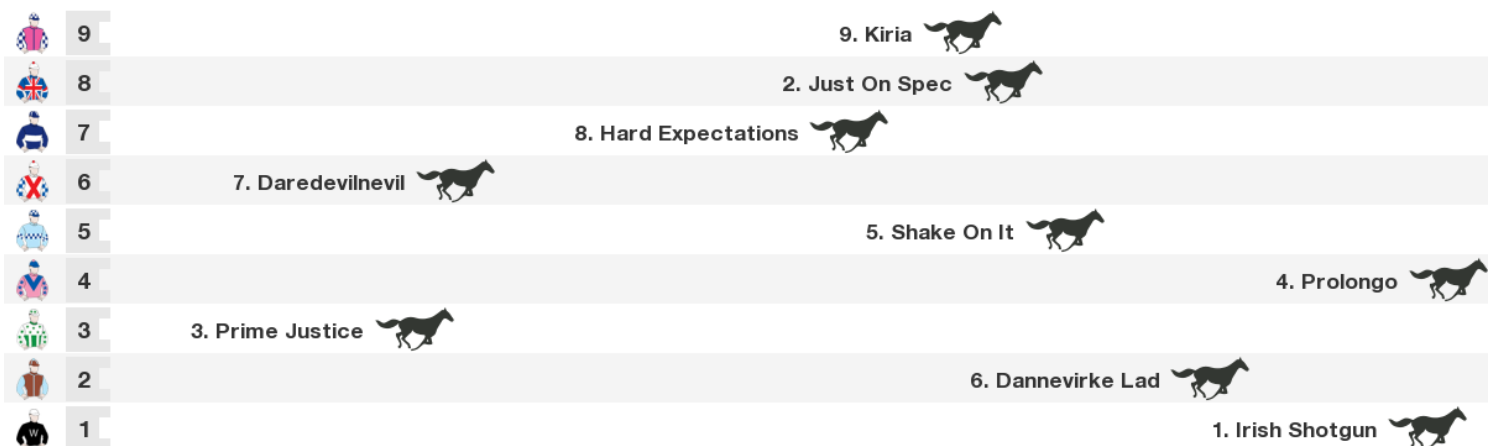 9 9. Kiria
8 2. Just On Spec
7 8. Hard Expectations
6 7. Daredevilnevil
5 5. Shake On It
4 4. Prolongo
3 3. Prime Justice
2 6. Dannevirke Lad
W 1 1. Irish Shotgun